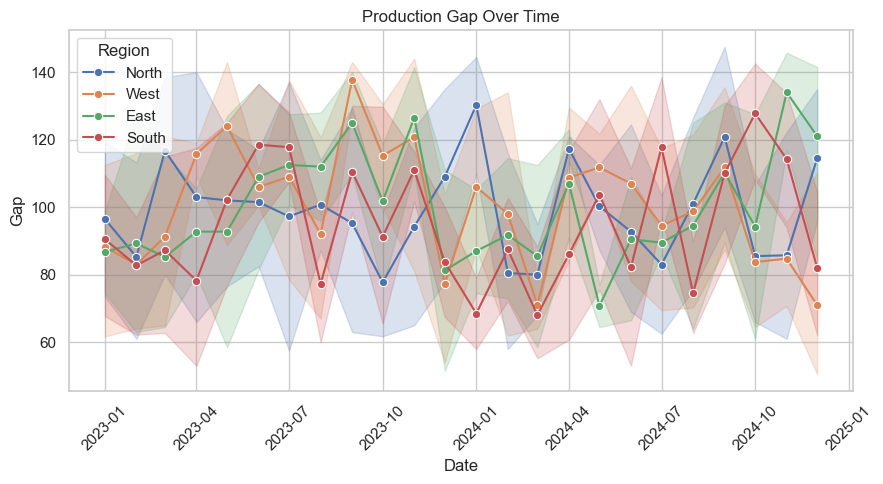 Production Gap Over Time
Region
North
West
East
South
Gap
140
120
100
80
60
2023-01
2023-04
2023-07
2023-10
2024-01
2024-04
2024-07
2024-10
2025-01
Date